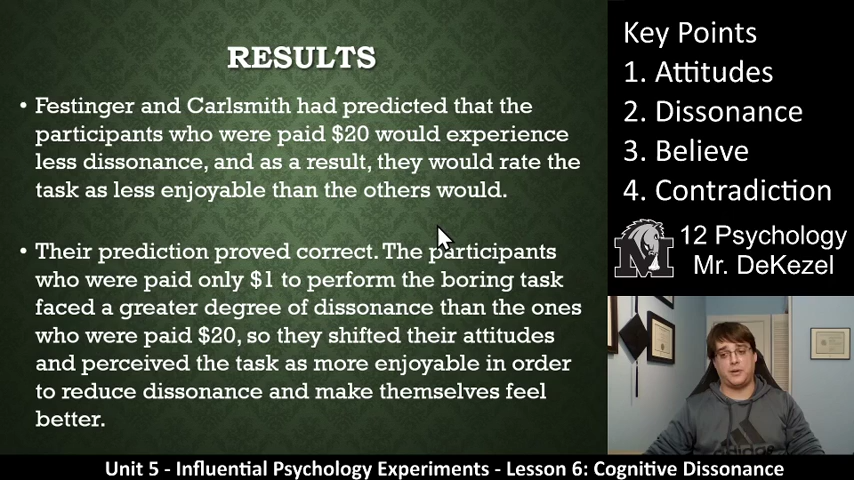 RESULTS
• Festinger and Carlsmith had predicted that the
participants who were paid $20 would experience
less dissonance, and as a result, they would rate the
task as less enjoyable than the others would.
• Their prediction proved correct. The participants
who were paid only $1 to perform the boring task
faced a greater degree of dissonance than the ones
who were paid $20, so they shifted their attitudes
and perceived the task as more enjoyable in order
to reduce dissonance and make themselves feel
better.
Key Points
1. Attitudes
2. Dissonance
3. Believe
4. Contradiction
M
12 Psychology
Mr. DeKezel
Unit 5 - Influential Psychology Experiments - Lesson 6: Cognitive Dissonance